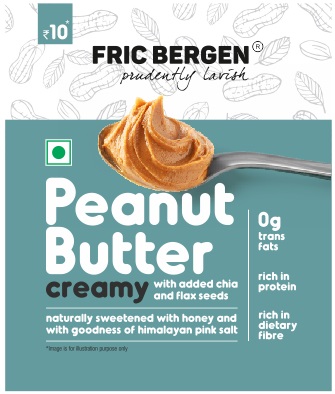 ₹10*
FRIC BERGEN®
prudently lavish
Peanut
Butter
creamy with added chia
and flax seeds
naturally sweetened with honey and
with goodness of himalayan pink salt
*Image is for illustration purpose only
0g
trans
fats
rich in
protein
rich in
dietary
fibre